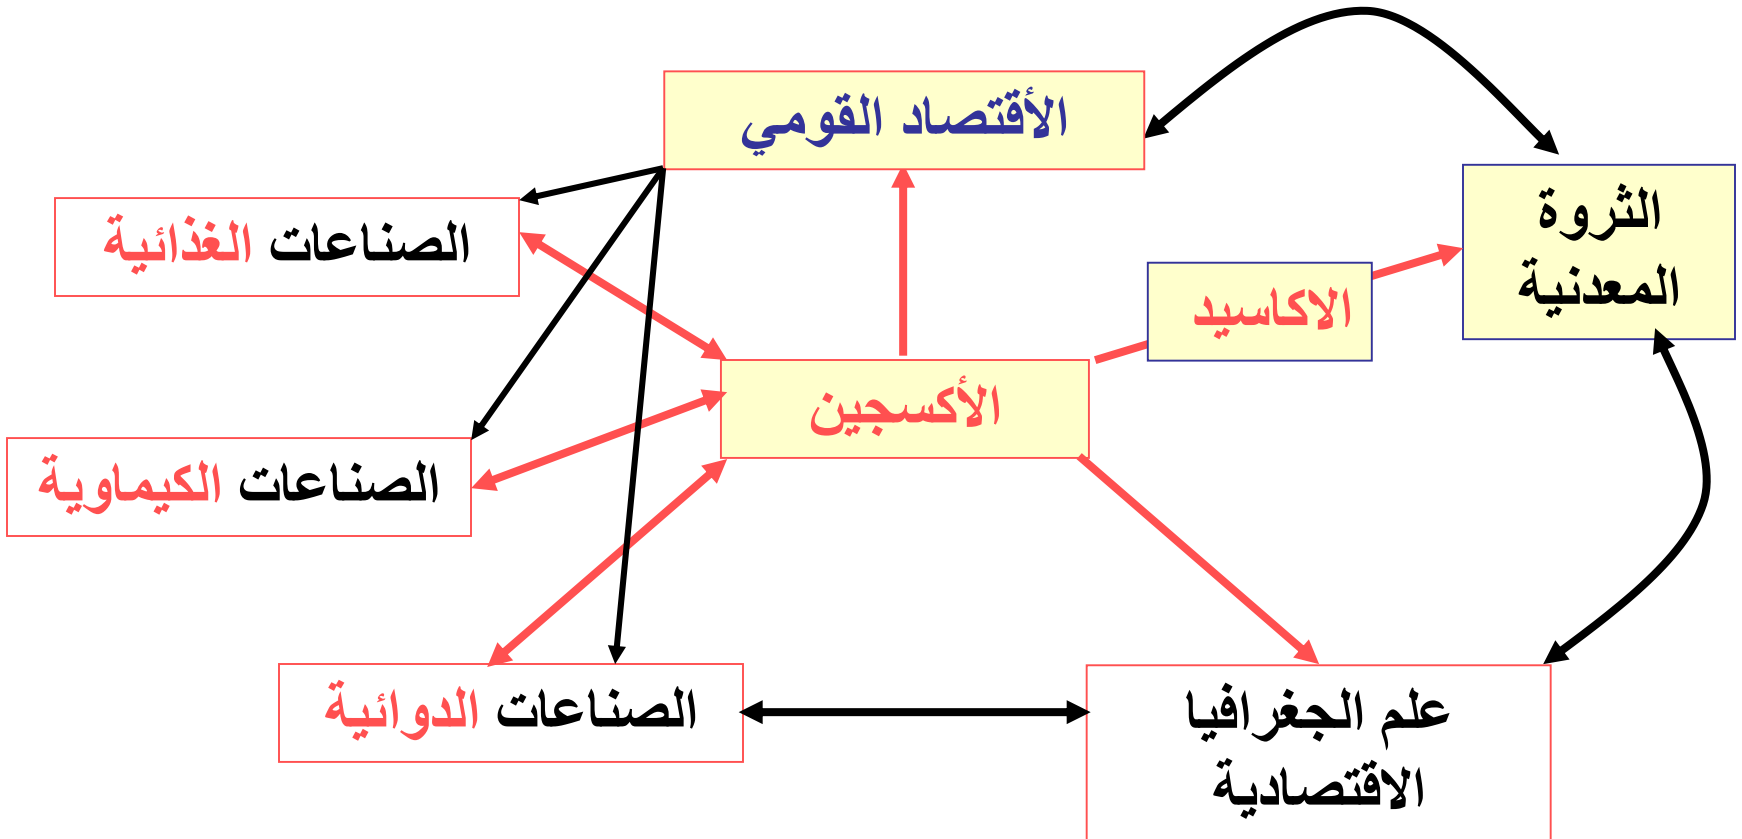 الأقتصاد القومي
الثروة
المعدنية
الصناعات الغذائية
الاكاسيد
الأكسجين
الصناعات الكيماوية
الصناعات الدوائية
علم الجغرافيا
الاقتصادية